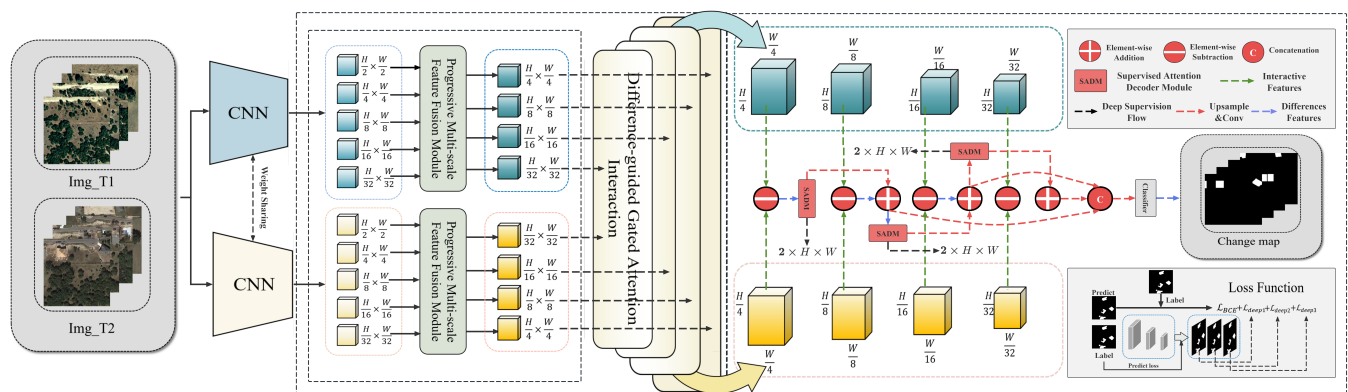 Img_T1
Img_T2
CNN
Weight Sharing
CNN
H/2 × W/2
H/4 × W/4
H/8 × W/8
H/16 × W/16
H/32 × W/32
Progressive Multi-scale
Feature Fusion Module
H/4 × W/4
H/8 × W/8
H/16 × W/16
H/32 × W/32
H/2 × W/2
H/4 × W/4
H/8 × W/8
H/16 × W/16
H/32 × W/32
Progressive Multi-scale
Feature Fusion Module
H/32 × W/32
H/16 × W/16
H/8 × W/8
H/4 × W/4
Difference-guided Gated Attention
Interaction
W/4
W/8
W/16
W/32
H/4
H/8
H/16
H/32
2 × H × W
SADM
SADM
SADM
2 × H × W
2 × H × W
C
Classifier
Change map
H/4
H/8
H/16
H/32
W/4
W/8
W/16
W/32
Element-wise
Addition
Element-wise
Subtraction
C
Concatenation
SADM
Supervised Attention
Decoder Module
Interactive
Features
Deep Supervision
Flow
Upsample
&Conv
Differences
Features
Loss Function
Predict
Label
Label
Predict loss
ℒBCE+ℒdeep1+ℒdeep2+ℒdeep3